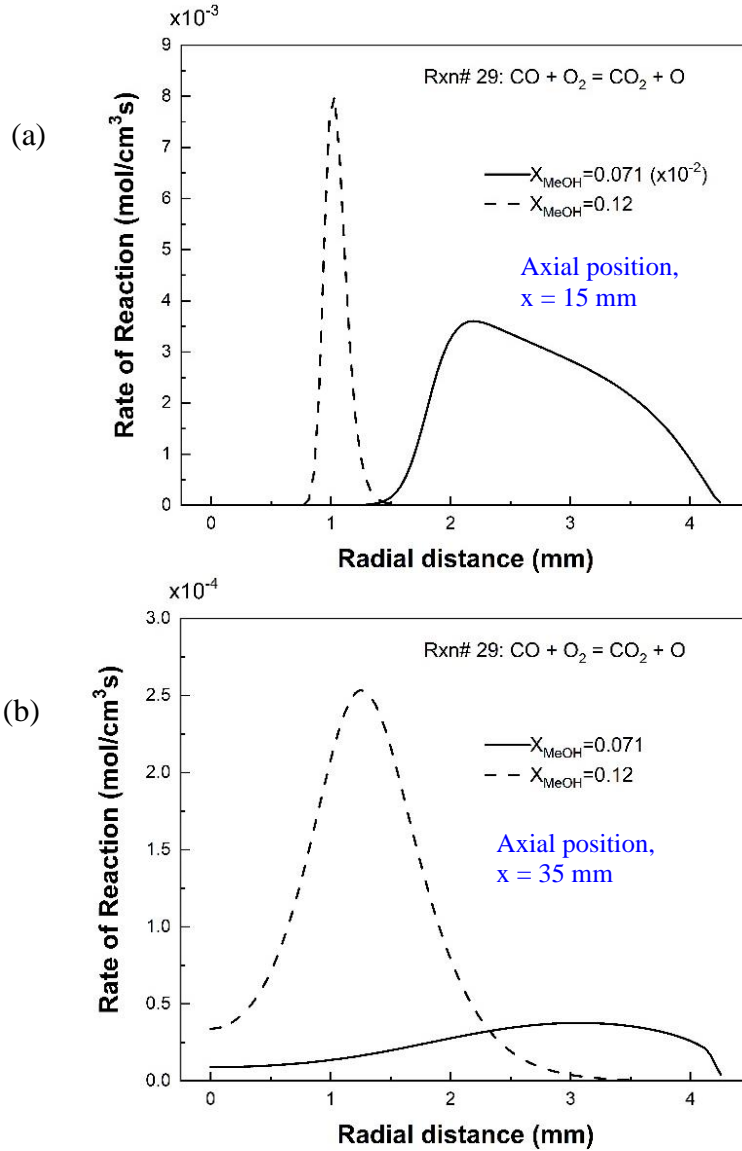 (a)
x10⁻³
Rate of Reaction (mol/cm³s)
9
8
7
6
5
4
3
2
1
0
Rxn# 29: CO + O₂ = CO₂ + O
X_MeOH=0.071 (x10⁻²)
X_MeOH=0.12
Axial position,
x = 15 mm
0 1 2 3 4
Radial distance (mm)
(b)
x10⁻⁴
Rate of Reaction (mol/cm³s)
3.0
2.5
2.0
1.5
1.0
0.5
0.0
Rxn# 29: CO + O₂ = CO₂ + O
X_MeOH=0.071
X_MeOH=0.12
Axial position,
x = 35 mm
0 1 2 3 4
Radial distance (mm)